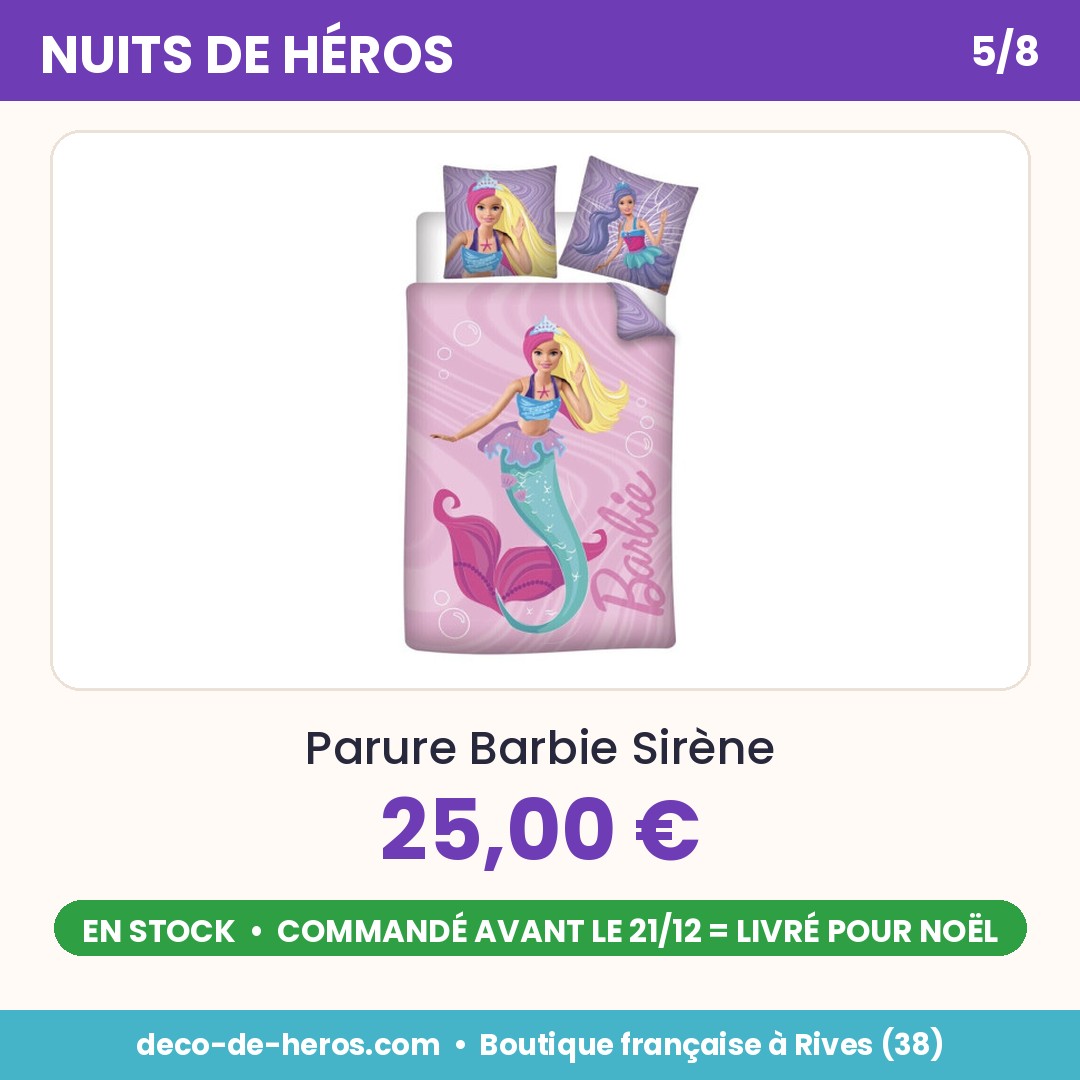 NUITS DE HÉROS
5/8
Barbie
Parure Barbie Sirène
25,00 €
EN STOCK • COMMANDÉ AVANT LE 21/12 = LIVRÉ POUR NOËL
deco-de-heros.com • Boutique française à Rives (38)